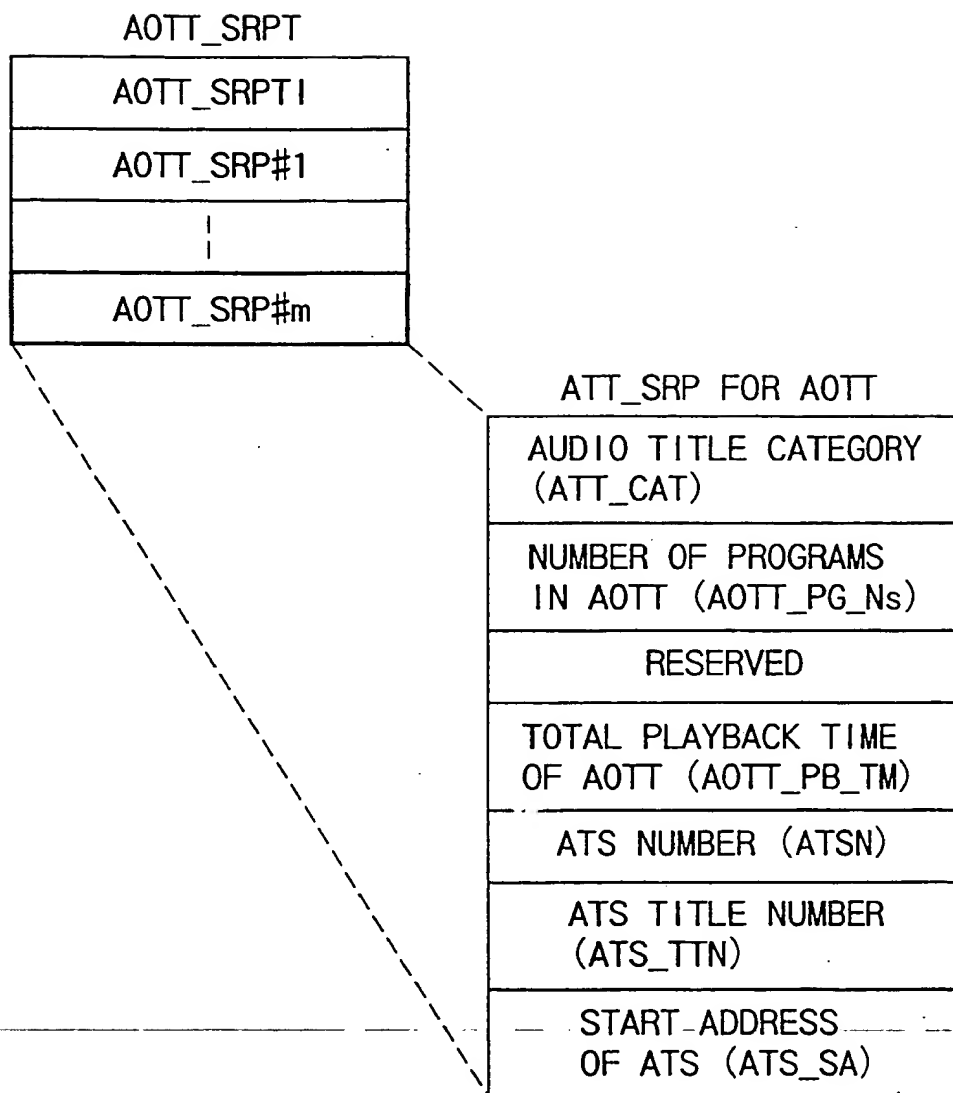 AOTT_SRPT
AOTT_SRPTI
AOTT_SRP#1
AOTT_SRP#m
ATT_SRP FOR AOTT
AUDIO TITLE CATEGORY
(ATT_CAT)
NUMBER OF PROGRAMS
IN AOTT (AOTT_PG_Ns)
RESERVED
TOTAL PLAYBACK TIME
OF AOTT (AOTT_PB_TM)
ATS NUMBER (ATSN)
ATS TITLE NUMBER
(ATS_TTN)
START ADDRESS
OF ATS (ATS_SA)